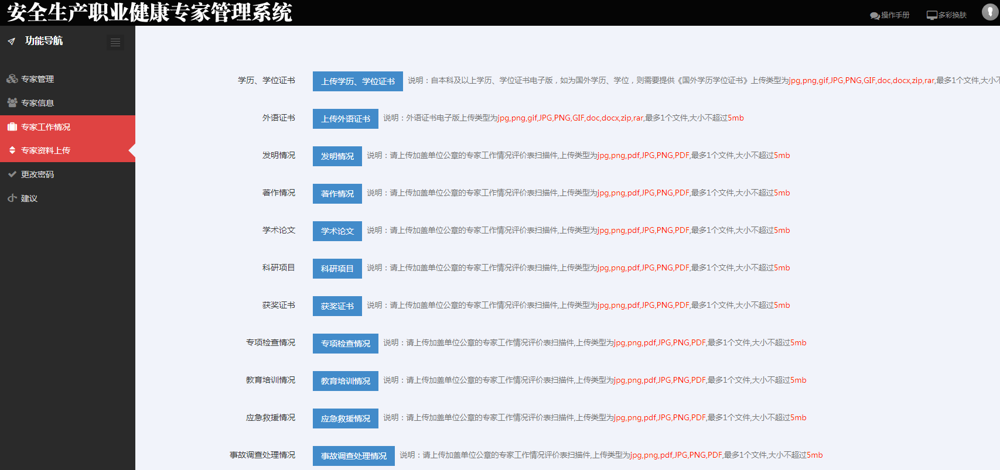 安全生产职业健康专家管理系统
操作手册
多彩换肤
功能导航
专家管理
专家信息
专家工作情况
专家资料上传
更改密码
建议
学历、学位证书 上传学历、学位证书 说明：自本科及以上学历、学位证书电子版，如为国外学历、学位，则需要提供《国外学历学位证书》上传类型为jpg,png,gif,JPG,PNG,GIF,doc,docx,zip,rar,最多1个文件,大小不
外语证书 上传外语证书 说明：外语证书电子版上传类型为jpg,png,gif,JPG,PNG,GIF,doc,docx,zip,rar,最多1个文件,大小不超过5mb
发明情况 发明情况 说明：请上传加盖单位公章的专家工作情况评价表扫描件,上传类型为jpg,png,pdf,JPG,PNG,PDF,最多1个文件,大小不超过5mb
著作情况 著作情况 说明：请上传加盖单位公章的专家工作情况评价表扫描件,上传类型为jpg,png,pdf,JPG,PNG,PDF,最多1个文件,大小不超过5mb
学术论文 学术论文 说明：请上传加盖单位公章的专家工作情况评价表扫描件,上传类型为jpg,png,pdf,JPG,PNG,PDF,最多1个文件,大小不超过5mb
科研项目 科研项目 说明：请上传加盖单位公章的专家工作情况评价表扫描件,上传类型为jpg,png,pdf,JPG,PNG,PDF,最多1个文件,大小不超过5mb
获奖证书 获奖证书 说明：请上传加盖单位公章的专家工作情况评价表扫描件,上传类型为jpg,png,pdf,JPG,PNG,PDF,最多1个文件,大小不超过5mb
专项检查情况 专项检查情况 说明：请上传加盖单位公章的专家工作情况评价表扫描件,上传类型为jpg,png,pdf,JPG,PNG,PDF,最多1个文件,大小不超过5mb
教育培训情况 教育培训情况 说明：请上传加盖单位公章的专家工作情况评价表扫描件,上传类型为jpg,png,pdf,JPG,PNG,PDF,最多1个文件,大小不超过5mb
应急救援情况 应急救援情况 说明：请上传加盖单位公章的专家工作情况评价表扫描件,上传类型为jpg,png,pdf,JPG,PNG,PDF,最多1个文件,大小不超过5mb
事故调查处理情况 事故调查处理情况 说明：请上传加盖单位公章的专家工作情况评价表扫描件,上传类型为jpg,png,pdf,JPG,PNG,PDF,最多1个文件,大小不超过5mb